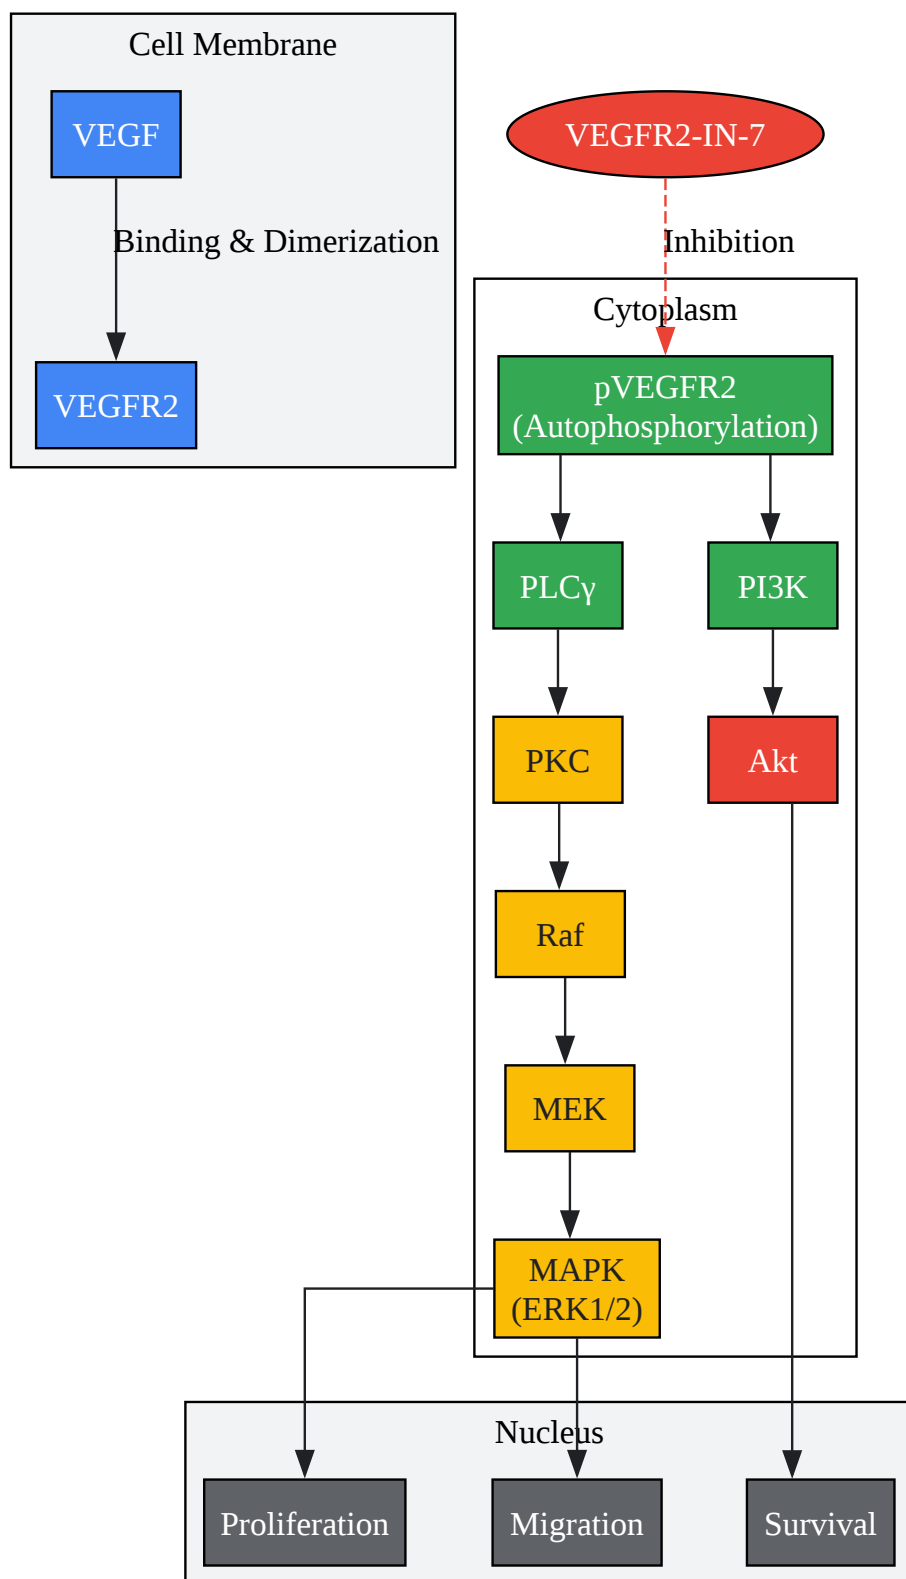 Cell Membrane
VEGF
VEGFR2-IN-7
Binding & Dimerization
Inhibition
Cytoplasm
VEGFR2
pVEGFR2
(Autophosphorylation)
PLCγ
PI3K
PKC
Akt
Raf
MEK
MAPK
(ERK1/2)
Nucleus
Proliferation
Migration
Survival